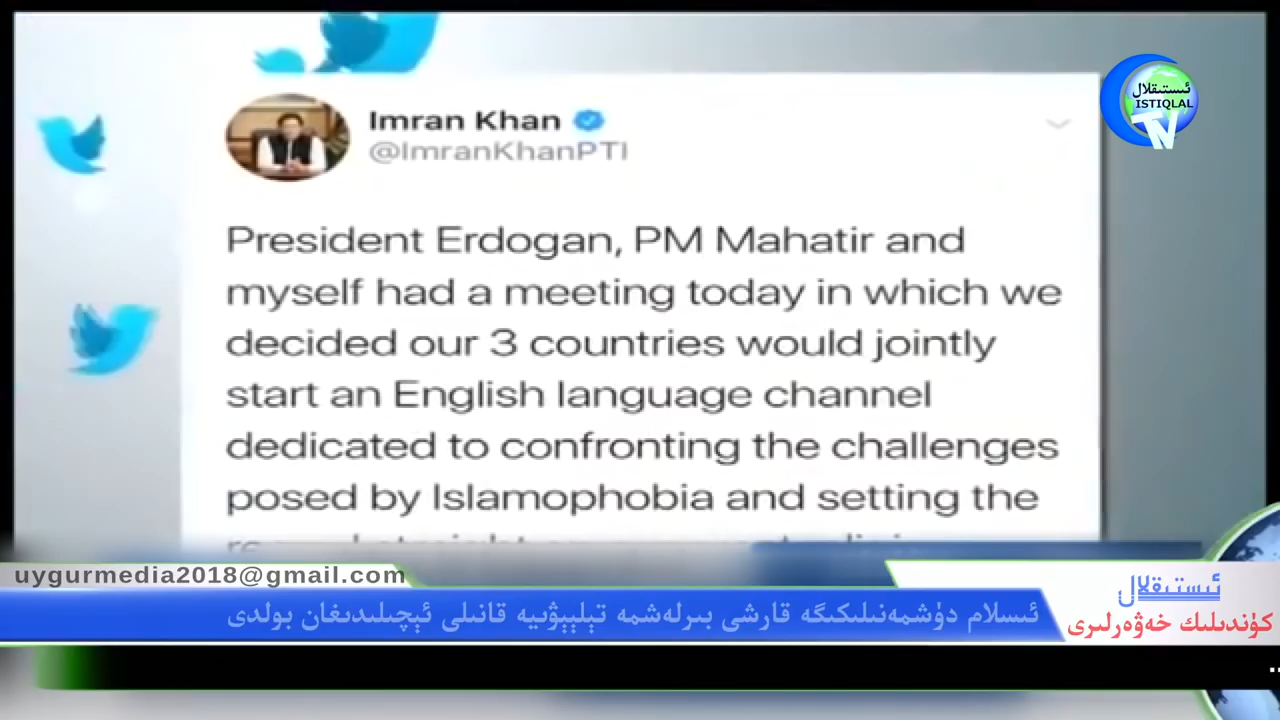 ئىستىقلال
ISTIQLAL
TV
Imran Khan
@ImranKhanPTI
President Erdogan, PM Mahatir and
myself had a meeting today in which we
decided our 3 countries would jointly
start an English language channel
dedicated to confronting the challenges
posed by Islamophobia and setting the
uygurmedia2018@gmail.com
ئىستىقلال
كۈندىلىك خەۋەرلىرى
ئىسلام دۈشمەنلىكىگە قارشى بىرلەشمە تېلېۋىزىيە قانىلى ئېچىلىدىغان بولدى